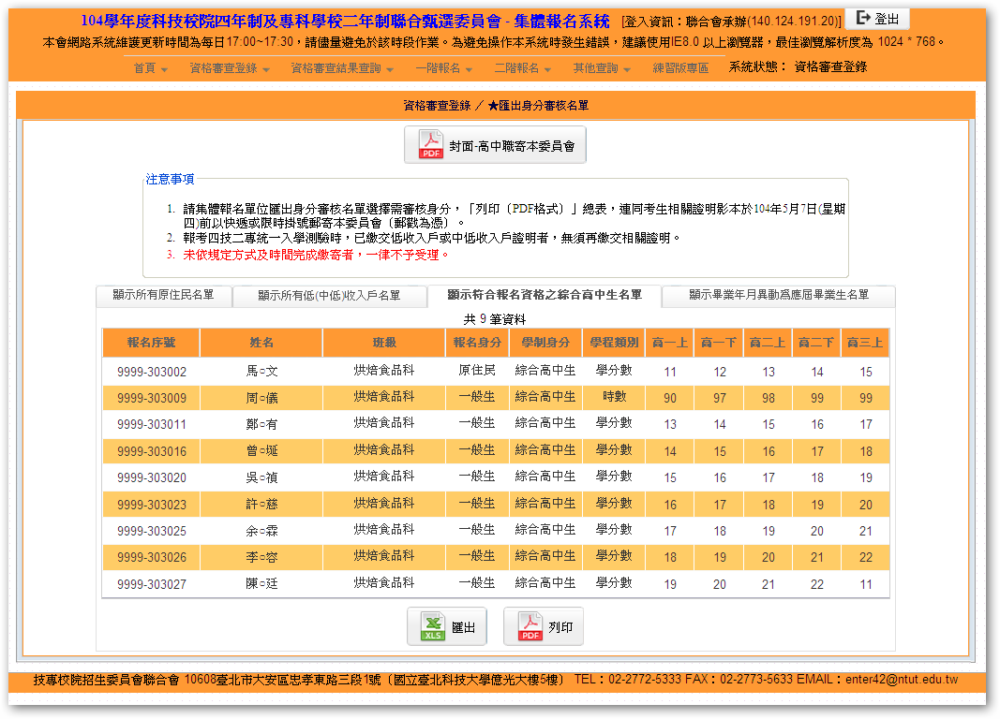 104學年度科技校院四年制及專科學校二年制聯合甄選委員會 - 集體報名系統 [登入資訊：聯合會承辦(140.124.191.20)] 登出
本會網路系統維護更新時間為每日17:00~17:30，請儘量避免於該時段作業。為避免操作本系統時發生錯誤，建議使用IE8.0 以上瀏覽器，最佳瀏覽解析度為 1024 * 768。
首頁 資格審查登錄 資格審查結果查詢 一階報名 二階報名 其他查詢 練習版專區 系統狀態： 資格審查登錄
資格審查登錄 ／ ★匯出身分審核名單
封面-高中職寄本委員會
注意事項
1. 請集體報名單位匯出身分審核名單選擇需審核身分，「列印〔PDF格式〕」總表，連同考生相關證明影本於104年5月7日(星期
四)前以快遞或限時掛號郵寄本委員會〔郵戳為憑〕。
2. 報考四技二專統一入學測驗時，已繳交低收入戶或中低收入戶證明者，無須再繳交相關證明。
3. 未依規定方式及時間完成繳寄者，一律不予受理。
顯示所有原住民名單 顯示所有低(中低)收入戶名單 顯示符合報名資格之綜合高中生名單 顯示畢業年月異動為應屆畢業生名單
共 9 筆資料
報名序號 姓名 班級 報名身分 學制身分 學程類別 高一上 高一下 高二上 高二下 高三上
9999-303002 馬○文 烘焙食品科 原住民 綜合高中生 學分數 11 12 13 14 15
9999-303009 周○儀 烘焙食品科 一般生 綜合高中生 時數 90 97 98 99 99
9999-303011 鄭○有 烘焙食品科 一般生 綜合高中生 學分數 13 14 15 16 17
9999-303016 曾○埏 烘焙食品科 一般生 綜合高中生 學分數 14 15 16 17 18
9999-303020 吳○禎 烘焙食品科 一般生 綜合高中生 學分數 15 16 17 18 19
9999-303023 許○慈 烘焙食品科 一般生 綜合高中生 學分數 16 17 18 19 20
9999-303025 余○霖 烘焙食品科 一般生 綜合高中生 學分數 17 18 19 20 21
9999-303026 李○容 烘焙食品科 一般生 綜合高中生 學分數 18 19 20 21 22
9999-303027 陳○廷 烘焙食品科 一般生 綜合高中生 學分數 19 20 21 22 11
匯出 列印
技專校院招生委員會聯合會 10608臺北市大安區忠孝東路三段1號〔國立臺北科技大學億光大樓5樓〕 TEL：02-2772-5333 FAX：02-2773-5633 EMAIL：enter42@ntut.edu.tw